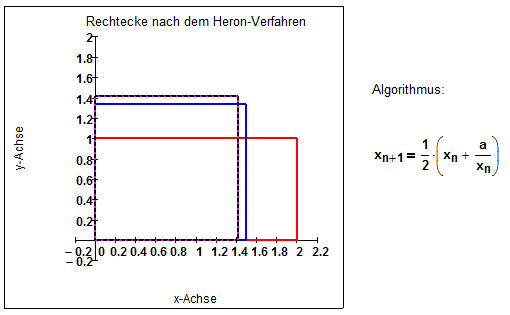 Rechtecke nach dem Heron-Verfahren
2
1.8
1.6
1.4
1.2
1
0.8
0.6
0.4
0.2
– 0.2 0 0.2 0.4 0.6 0.8 1 1.2 1.4 1.6 1.8 2 2.2
– 0.2
y-Achse
x-Achse
Algorithmus:
xn+1 = 1/2 · (xn + a/xn)